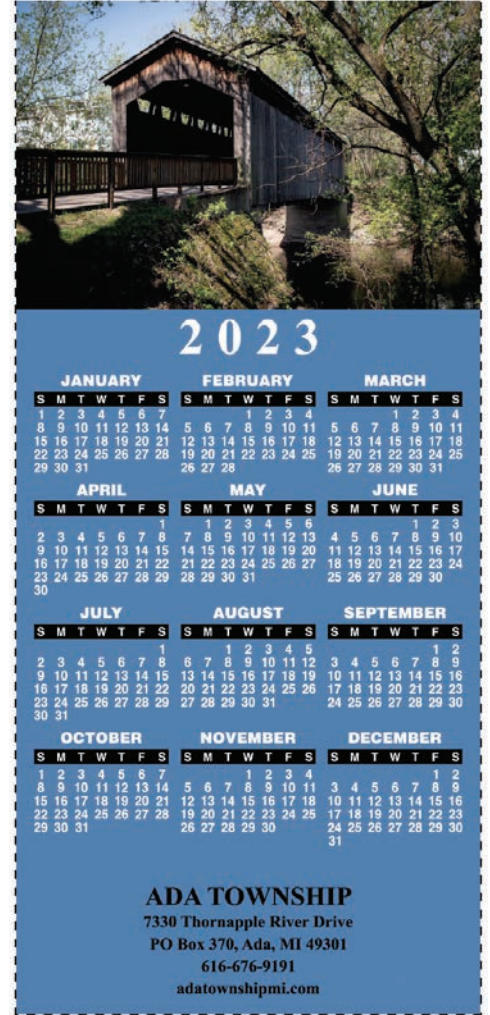 2 0 2 3
JANUARY FEBRUARY MARCH
S M T W T F S S M T W T F S S M T W T F S
1 2 3 4 5 6 7 1 2 3 4 1 2 3 4
8 9 10 11 12 13 14 5 6 7 8 9 10 11 5 6 7 8 9 10 11
15 16 17 18 19 20 21 12 13 14 15 16 17 18 12 13 14 15 16 17 18
22 23 24 25 26 27 28 19 20 21 22 23 24 25 19 20 21 22 23 24 25
29 30 31 26 27 28 26 27 28 29 30 31
APRIL MAY JUNE
S M T W T F S S M T W T F S S M T W T F S
1 1 2 3 4 5 6 1 2 3
2 3 4 5 6 7 8 7 8 9 10 11 12 13 4 5 6 7 8 9 10
9 10 11 12 13 14 15 14 15 16 17 18 19 20 11 12 13 14 15 16 17
16 17 18 19 20 21 22 21 22 23 24 25 26 27 18 19 20 21 22 23 24
23 24 25 26 27 28 29 28 29 30 31 25 26 27 28 29 30
30
JULY AUGUST SEPTEMBER
S M T W T F S S M T W T F S S M T W T F S
1 1 2 3 4 5 1 2
2 3 4 5 6 7 8 6 7 8 9 10 11 12 3 4 5 6 7 8 9
9 10 11 12 13 14 15 13 14 15 16 17 18 19 10 11 12 13 14 15 16
16 17 18 19 20 21 22 20 21 22 23 24 25 26 17 18 19 20 21 22 23
23 24 25 26 27 28 29 27 28 29 30 31 24 25 26 27 28 29 30
30 31
OCTOBER NOVEMBER DECEMBER
S M T W T F S S M T W T F S S M T W T F S
1 2 3 4 5 6 7 1 2 3 4 1 2
8 9 10 11 12 13 14 5 6 7 8 9 10 11 3 4 5 6 7 8 9
15 16 17 18 19 20 21 12 13 14 15 16 17 18 10 11 12 13 14 15 16
22 23 24 25 26 27 28 19 20 21 22 23 24 25 17 18 19 20 21 22 23
29 30 31 26 27 28 29 30 24 25 26 27 28 29 30
31
ADA TOWNSHIP
7330 Thornapple River Drive
PO Box 370, Ada, MI 49301
616-676-9191
adatownshipmi.com